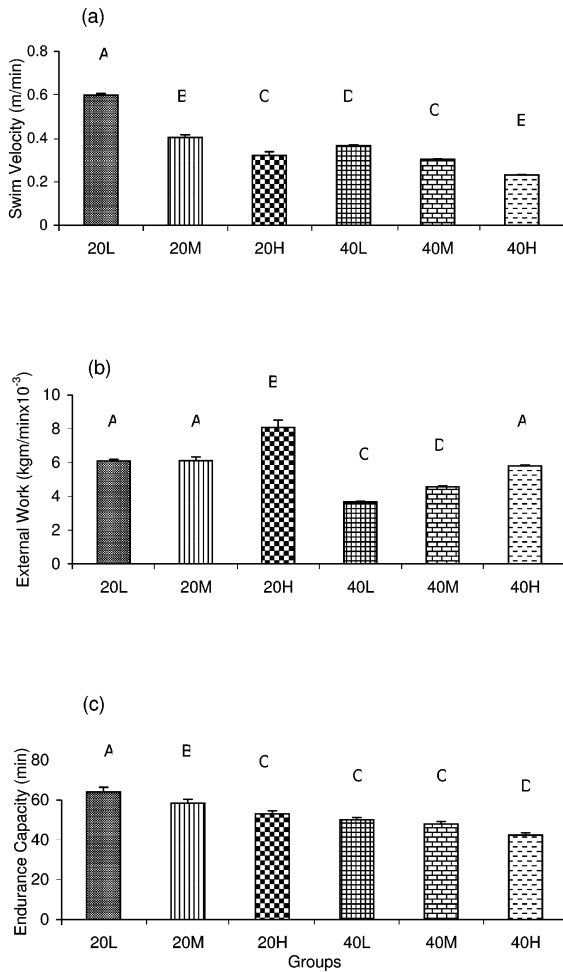 (a)
Swim Velocity (m/min)
0.8
0.6
0.4
0.2
0
A
B
C
D
C
E
20L 20M 20H 40L 40M 40H
(b)
External Work (kgm/minx10-3)
10
8
6
4
2
0
A
A
B
C
D
A
20L 20M 20H 40L 40M 40H
(c)
Endurance Capacity (min)
80
60
40
20
0
A
B
C
C
C
D
20L 20M 20H 40L 40M 40H
Groups